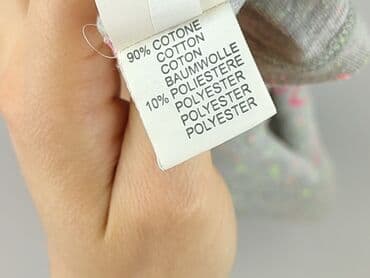 90% COTONE
COTTON
COTON
BAUMWOLLE
10% POLIESTERE
POLYESTER
POLYESTER
POLYESTER